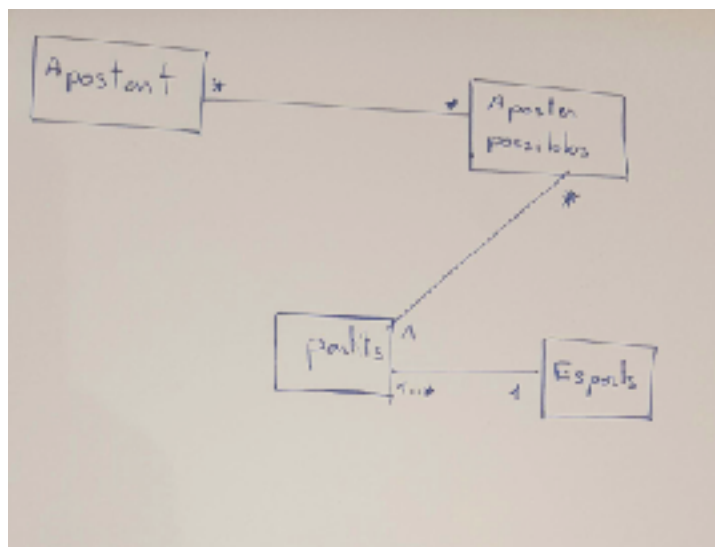 Apostant
*
*
Apostes
possibles
*
partits
1
1..*
1
Esports